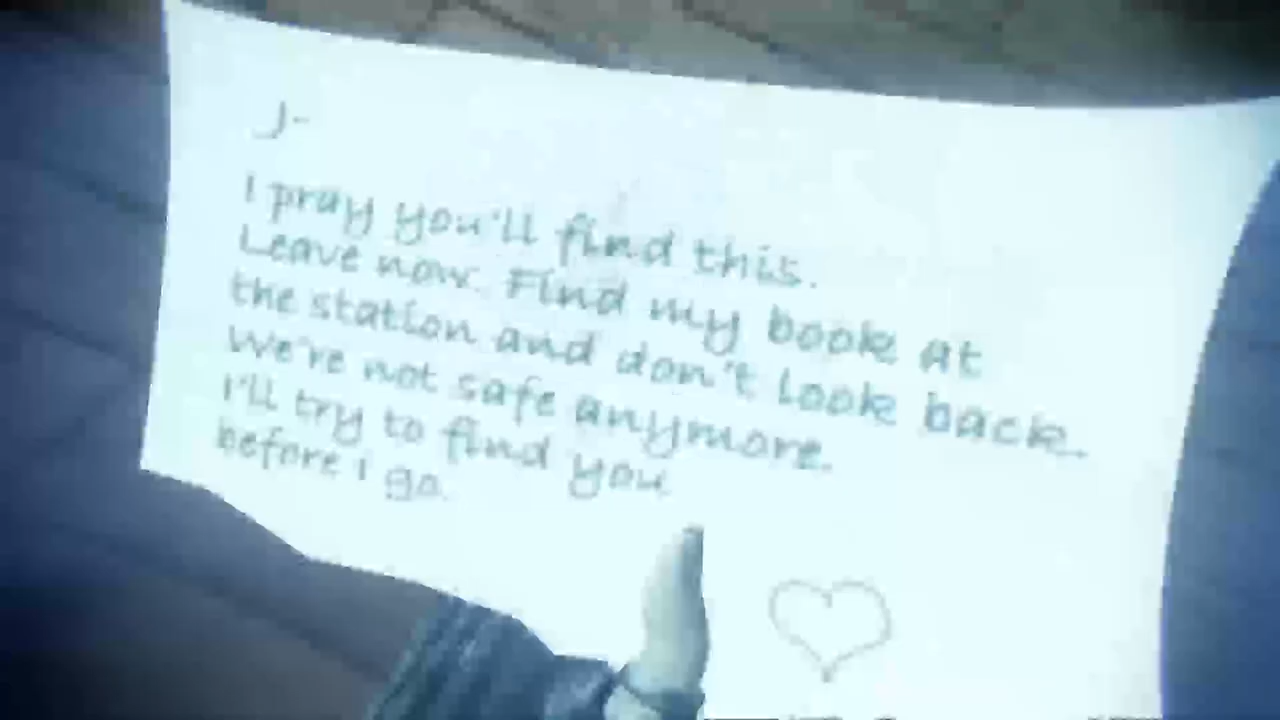 J-
I pray you'll find this.
Leave now. Find my book at
the station and don't look back.
We're not safe anymore.
I'll try to find you
before I go.